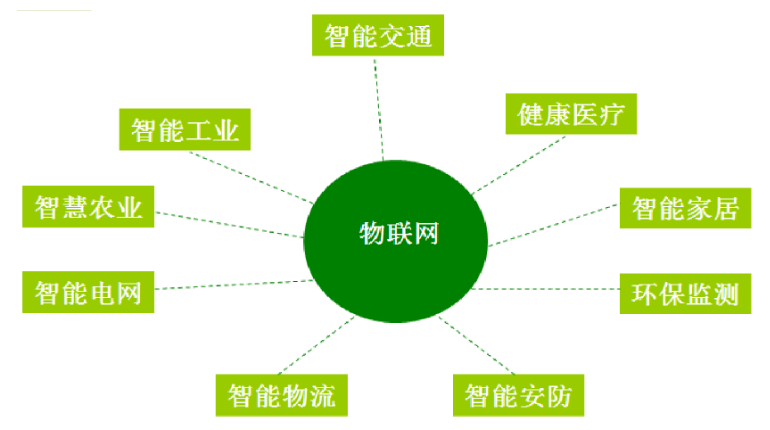 智能交通
智能工业
健康医疗
智慧农业
智能家居
物联网
智能电网
环保监测
智能物流
智能安防